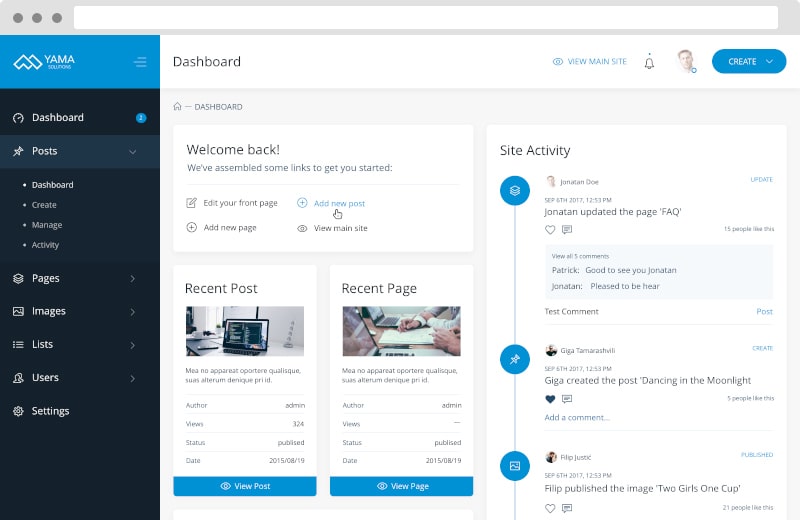 YAMA
SOLUTIONS
Dashboard
VIEW MAIN SITE
CREATE
Dashboard 2
Posts
Dashboard
Create
Manage
Activity
Pages
Images
Lists
Users
Settings
— DASHBOARD
Welcome back!
We've assembled some links to get you started:
Edit your front page
Add new post
Add new page
View main site
Recent Post
Mea no appareat oportere qualisque,
suas alterum denique pri id.
Author admin
Views 324
Status publised
Date 2015/08/19
View Post
Recent Page
Mea no appareat oportere qualisque,
suas alterum denique pri id.
Author admin
Views —
Status publised
Date 2015/08/19
View Page
Site Activity
Jonatan Doe UPDATE
SEP 6TH 2017, 12:53 PM
Jonatan updated the page 'FAQ'
15 people like this
View all 5 comments
Patrick: Good to see you Jonatan
Jonatan: Pleased to be hear
Test Comment Post
Giga Tamarashvili CREATE
SEP 6TH 2017, 12:53 PM
Giga created the post 'Dancing in the Moonlight
5 people like this
Add a comment...
Filip Justić PUBLISHED
SEP 6TH 2017, 12:53 PM
Filip published the image 'Two Girls One Cup'
21 people like this